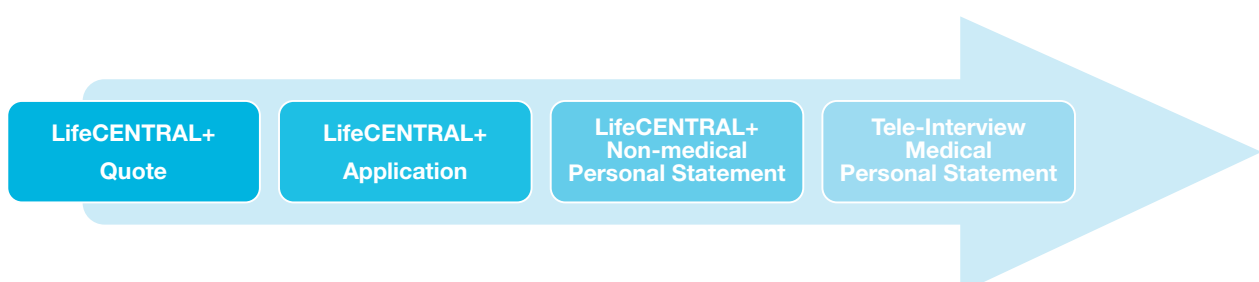 LifeCENTRAL+
Quote
LifeCENTRAL+
Application
LifeCENTRAL+
Non-medical
Personal Statement
Tele-Interview
Medical
Personal Statement